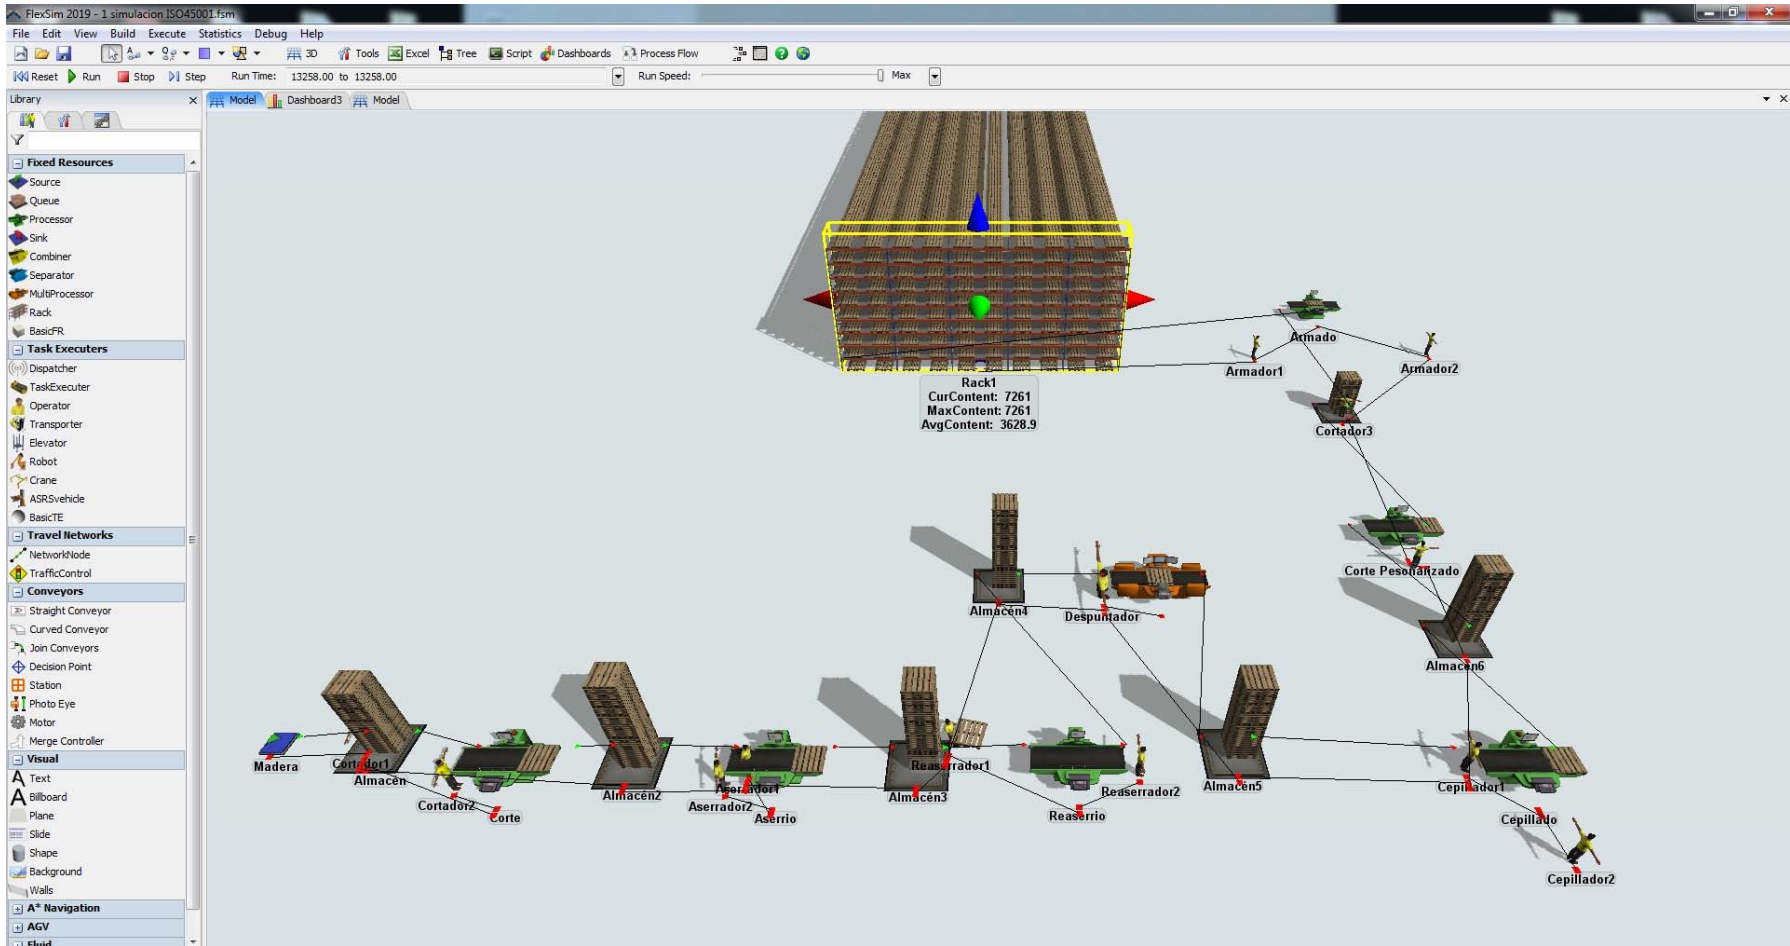 FlexSim 2019 - 1 simulacion ISO45001.fsm
File Edit View Build Execute Statistics Debug Help
3D Tools Excel Tree Script Dashboards Process Flow
Reset Run Stop Step Run Time: 13258.00 to 13258.00 Run Speed: Max
Library
Model Dashboard3 Model
Fixed Resources
Source
Queue
Processor
Sink
Combiner
Separator
MultiProcessor
Rack
BasicFR
Task Executers
Dispatcher
TaskExecuter
Operator
Transporter
Elevator
Robot
Crane
ASRSvehicle
BasicTE
Travel Networks
NetworkNode
TrafficControl
Conveyors
Straight Conveyor
Curved Conveyor
Join Conveyors
Decision Point
Station
Photo Eye
Motor
Merge Controller
Visual
A Text
A Billboard
Plane
Slide
Shape
Background
Walls
A* Navigation
AGV
Fluid
Armado
Armador1
Armador2
Rack1
CurContent: 7261
MaxContent: 7261
AvgContent: 3628.9
Cortador3
Corte Pesonalizado
Almacén4
Despuntador
Almacén6
Madera
Cortador1
Almacén
Cortador2
Corte
Almacén2
Aserrador1
Aserrador2
Aserrio
Almacén3
Reaserrador1
Reaserrador2
Reaserrio
Almacén5
Cepillador1
Cepillado
Cepillador2